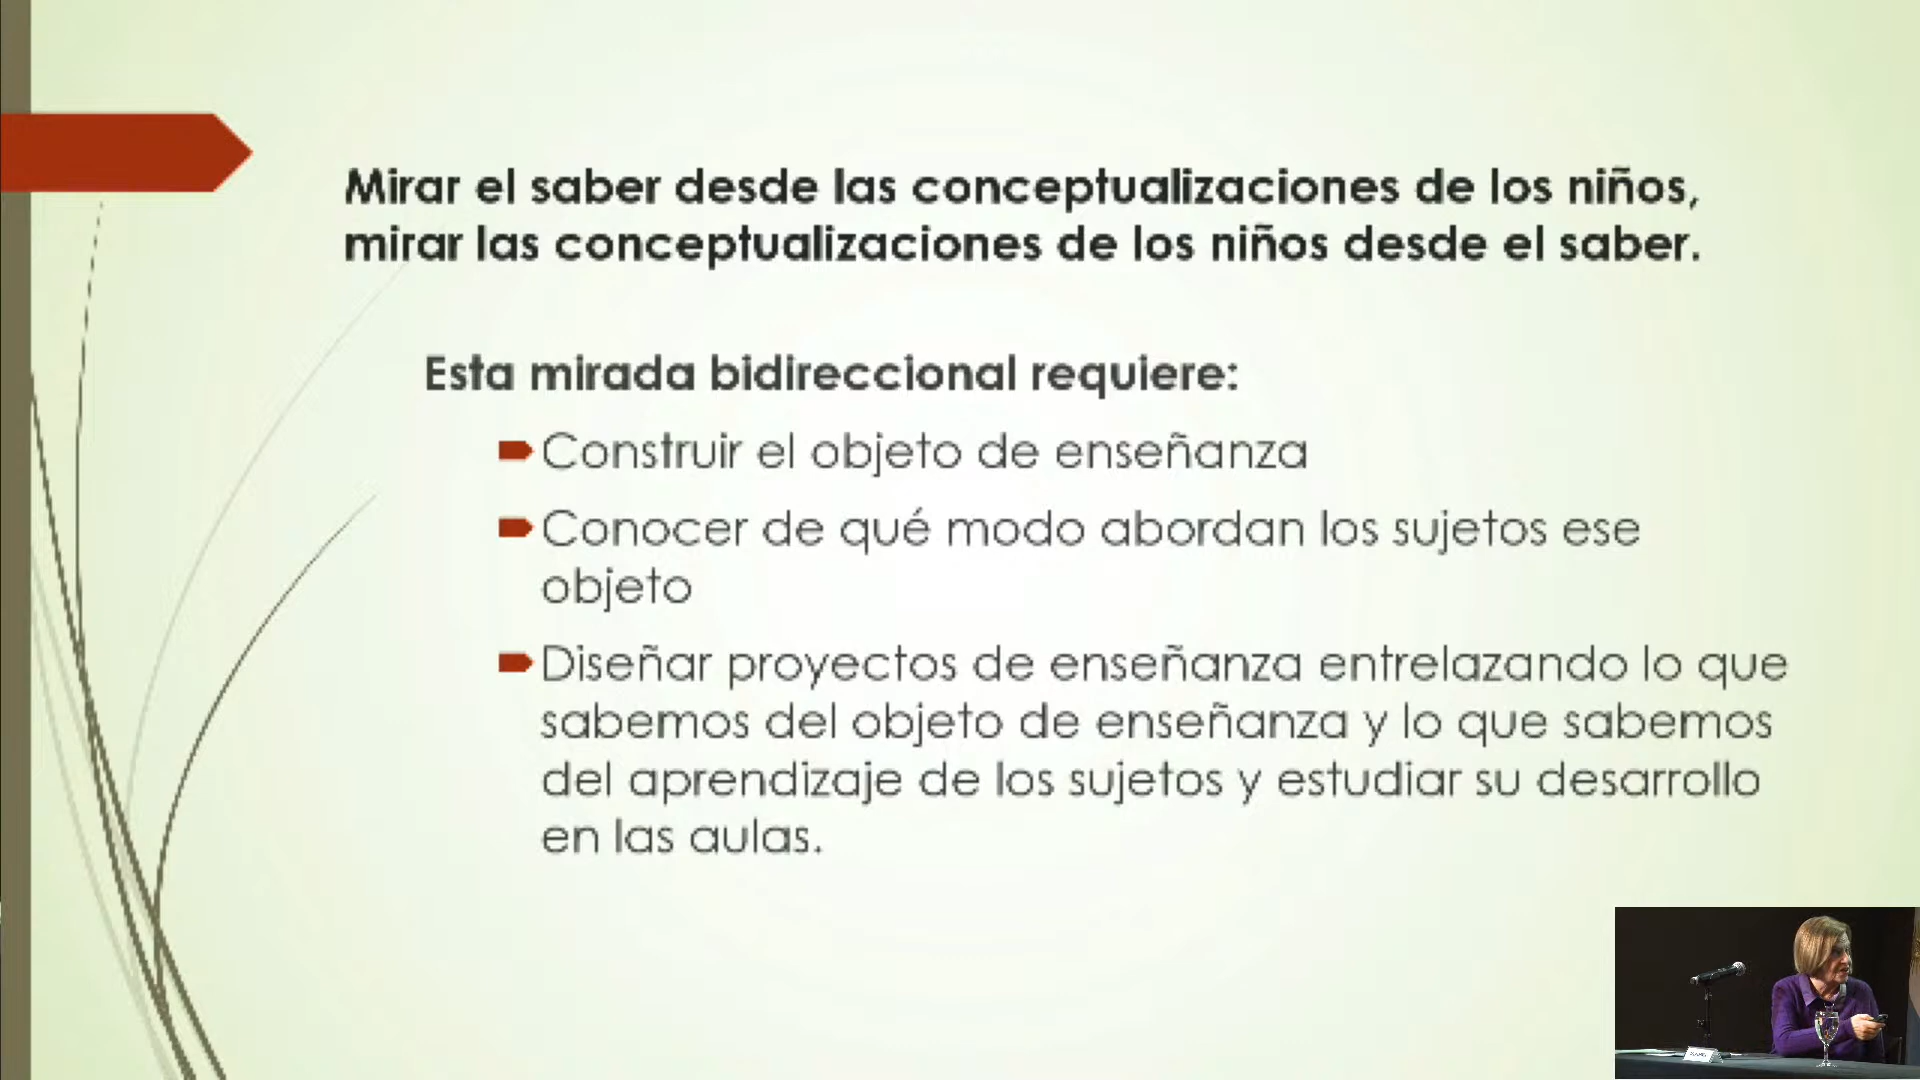 Mirar el saber desde las conceptualizaciones de los niños,
mirar las conceptualizaciones de los niños desde el saber.
Esta mirada bidireccional requiere:
Construir el objeto de enseñanza
Conocer de qué modo abordan los sujetos ese
objeto
Diseñar proyectos de enseñanza entrelazando lo que
sabemos del objeto de enseñanza y lo que sabemos
del aprendizaje de los sujetos y estudiar su desarrollo
en las aulas.